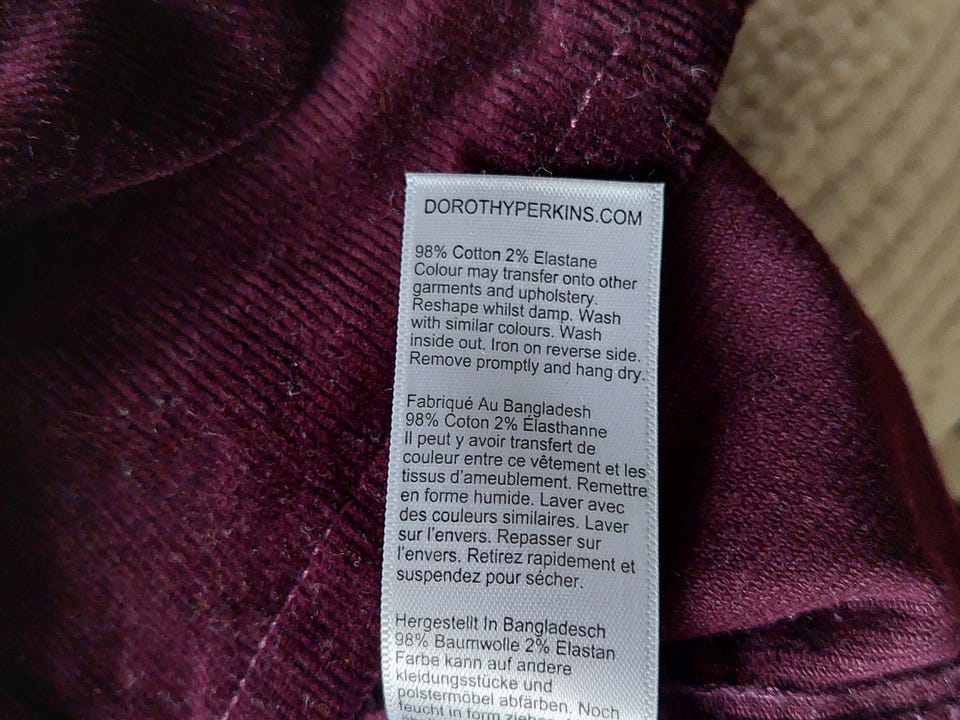 DOROTHYPERKINS.COM
98% Cotton 2% Elastane
Colour may transfer onto other
garments and upholstery.
Reshape whilst damp. Wash
with similar colours. Wash
inside out. Iron on reverse side.
Remove promptly and hang dry.
Fabriqué Au Bangladesh
98% Coton 2% Élasthanne
Il peut y avoir transfert de
couleur entre ce vêtement et les
tissus d'ameublement. Remettre
en forme humide. Laver avec
des couleurs similaires. Laver
sur l'envers. Repasser sur
l'envers. Retirez rapidement et
suspendez pour sécher.
Hergestellt In Bangladesch
98% Baumwolle 2% Elastan
Farbe kann auf andere
kleidungsstücke und
polstermöbel abfärben. Noch
feucht in form ziehen